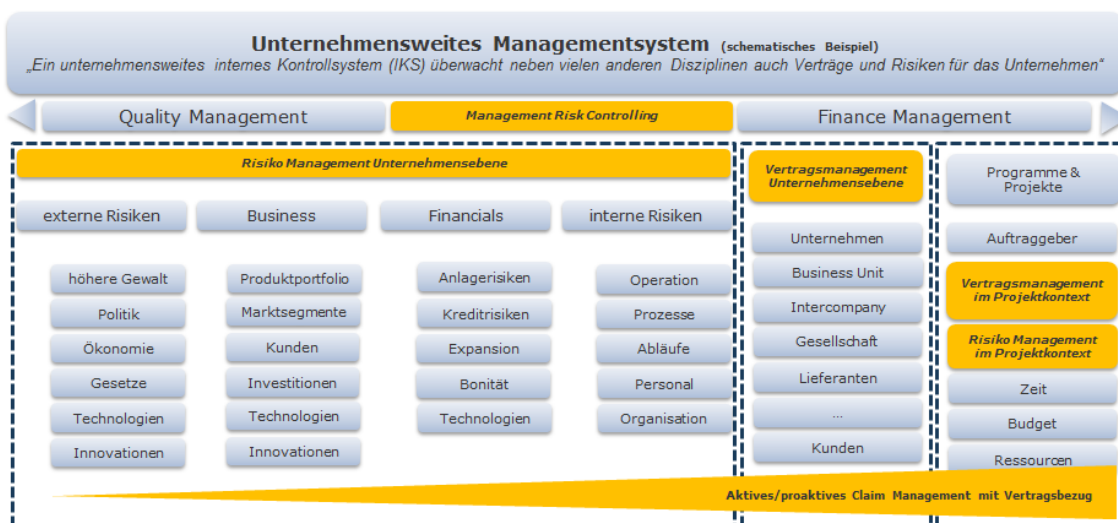 Unternehmensweites Managementsystem (schematisches Beispiel)
„Ein unternehmensweites internes Kontrollsystem (IKS) überwacht neben vielen anderen Disziplinen auch Verträge und Risiken für das Unternehmen“
Quality Management
Management Risk Controlling
Finance Management
Risiko Management Unternehmensebene
externe Risiken
Business
Financials
interne Risiken
höhere Gewalt
Politik
Ökonomie
Gesetze
Technologien
Innovationen
Produktportfolio
Marktsegmente
Kunden
Investitionen
Technologien
Innovationen
Anlagerisiken
Kreditrisiken
Expansion
Bonität
Technologien
Operation
Prozesse
Abläufe
Personal
Organisation
Vertragsmanagement
Unternehmensebene
Unternehmen
Business Unit
Intercompany
Gesellschaft
Lieferanten
...
Kunden
Programme &
Projekte
Auftraggeber
Vertragsmanagement
im Projektkontext
Risiko Management
im Projektkontext
Zeit
Budget
Ressourcen
Aktives/proaktives Claim Management mit Vertragsbezug